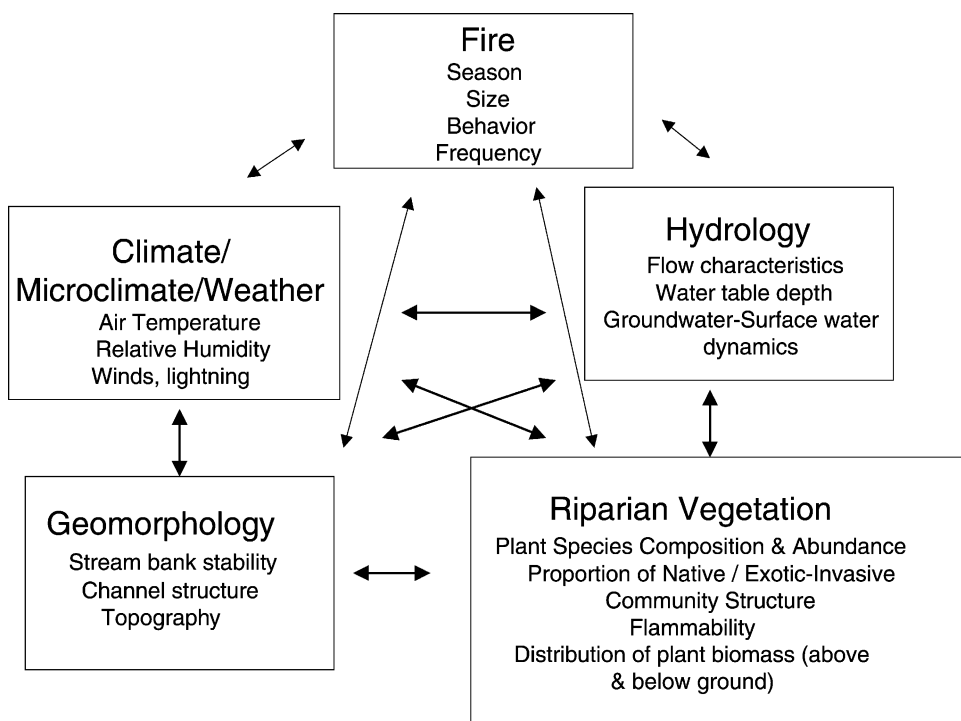 Fire
Season
Size
Behavior
Frequency
Climate/
Microclimate/Weather
Air Temperature
Relative Humidity
Winds, lightning
Hydrology
Flow characteristics
Water table depth
Groundwater-Surface water
dynamics
Geomorphology
Stream bank stability
Channel structure
Topography
Riparian Vegetation
Plant Species Composition & Abundance
Proportion of Native / Exotic-Invasive
Community Structure
Flammability
Distribution of plant biomass (above
& below ground)